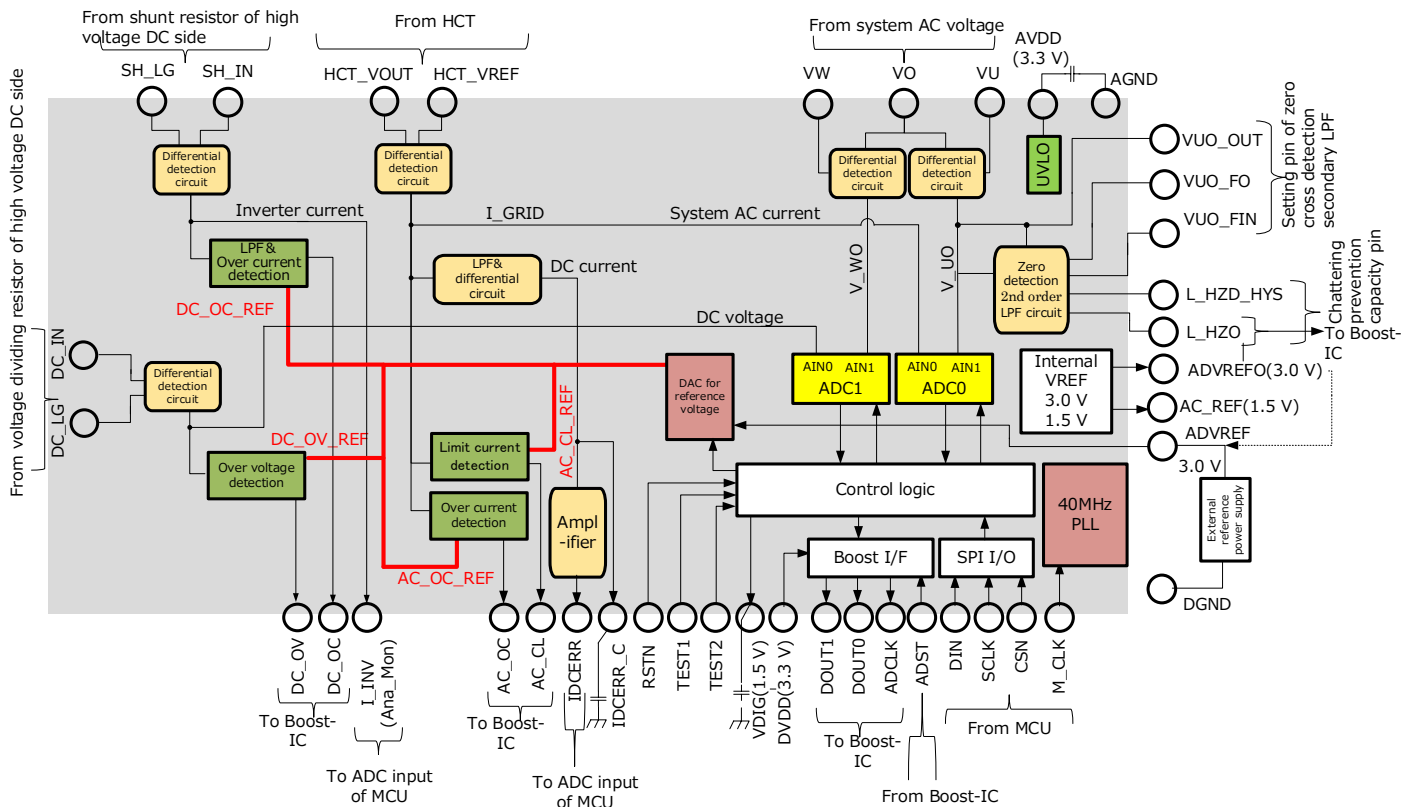 From shunt resistor of high
voltage DC side
From HCT
From system AC voltage
AVDD
(3.3 V)
AGND
SH_LG
SH_IN
HCT_VOUT
HCT_VREF
VW
VO
VU
From voltage dividing resistor of high voltage DC side
Differential
detection
circuit
Differential
detection
circuit
Differential
detection
circuit
Differential
detection
circuit
UVLO
VUO_OUT
VUO_FO
VUO_FIN
Setting pin of zero
cross detection
secondary LPF
Inverter current
I_GRID
System AC current
LPF&
Over current
detection
LPF&
differential
circuit
DC current
V_WO
V_UO
Zero
detection
2nd order
LPF circuit
L_HZD_HYS
L_HZO
Chattering
prevention
capacity pin
To Boost-
IC
DC_OC_REF
DC voltage
DC_IN
DC_LG
Differential
detection
circuit
DAC for
reference
voltage
AIN0
AIN1
ADC1
AIN0
AIN1
ADC0
Internal
VREF
3.0 V
1.5 V
ADVREFO(3.0 V)
AC_REF(1.5 V)
ADVREF
3.0 V
DC_OV_REF
AC_CL_REF
Over voltage
detection
Limit current
detection
Over current
detection
Ampl
-ifier
Control logic
40MHz
PLL
External
reference
power supply
Boost I/F
SPI I/O
AC_OC_REF
DGND
DC_OV
DC_OC
I_INV
(Ana_Mon)
AC_OC
AC_CL
IDCERR
IDCERR_C
RSTN
TEST1
TEST2
VDIG(1.5 V)
DVDD(3.3 V)
DOUT1
DOUT0
ADCLK
ADST
DIN
SCLK
CSN
M_CLK
To Boost-
IC
To Boost-
IC
To Boost-
IC
From MCU
To ADC input
of MCU
To ADC input
of MCU
From Boost-IC